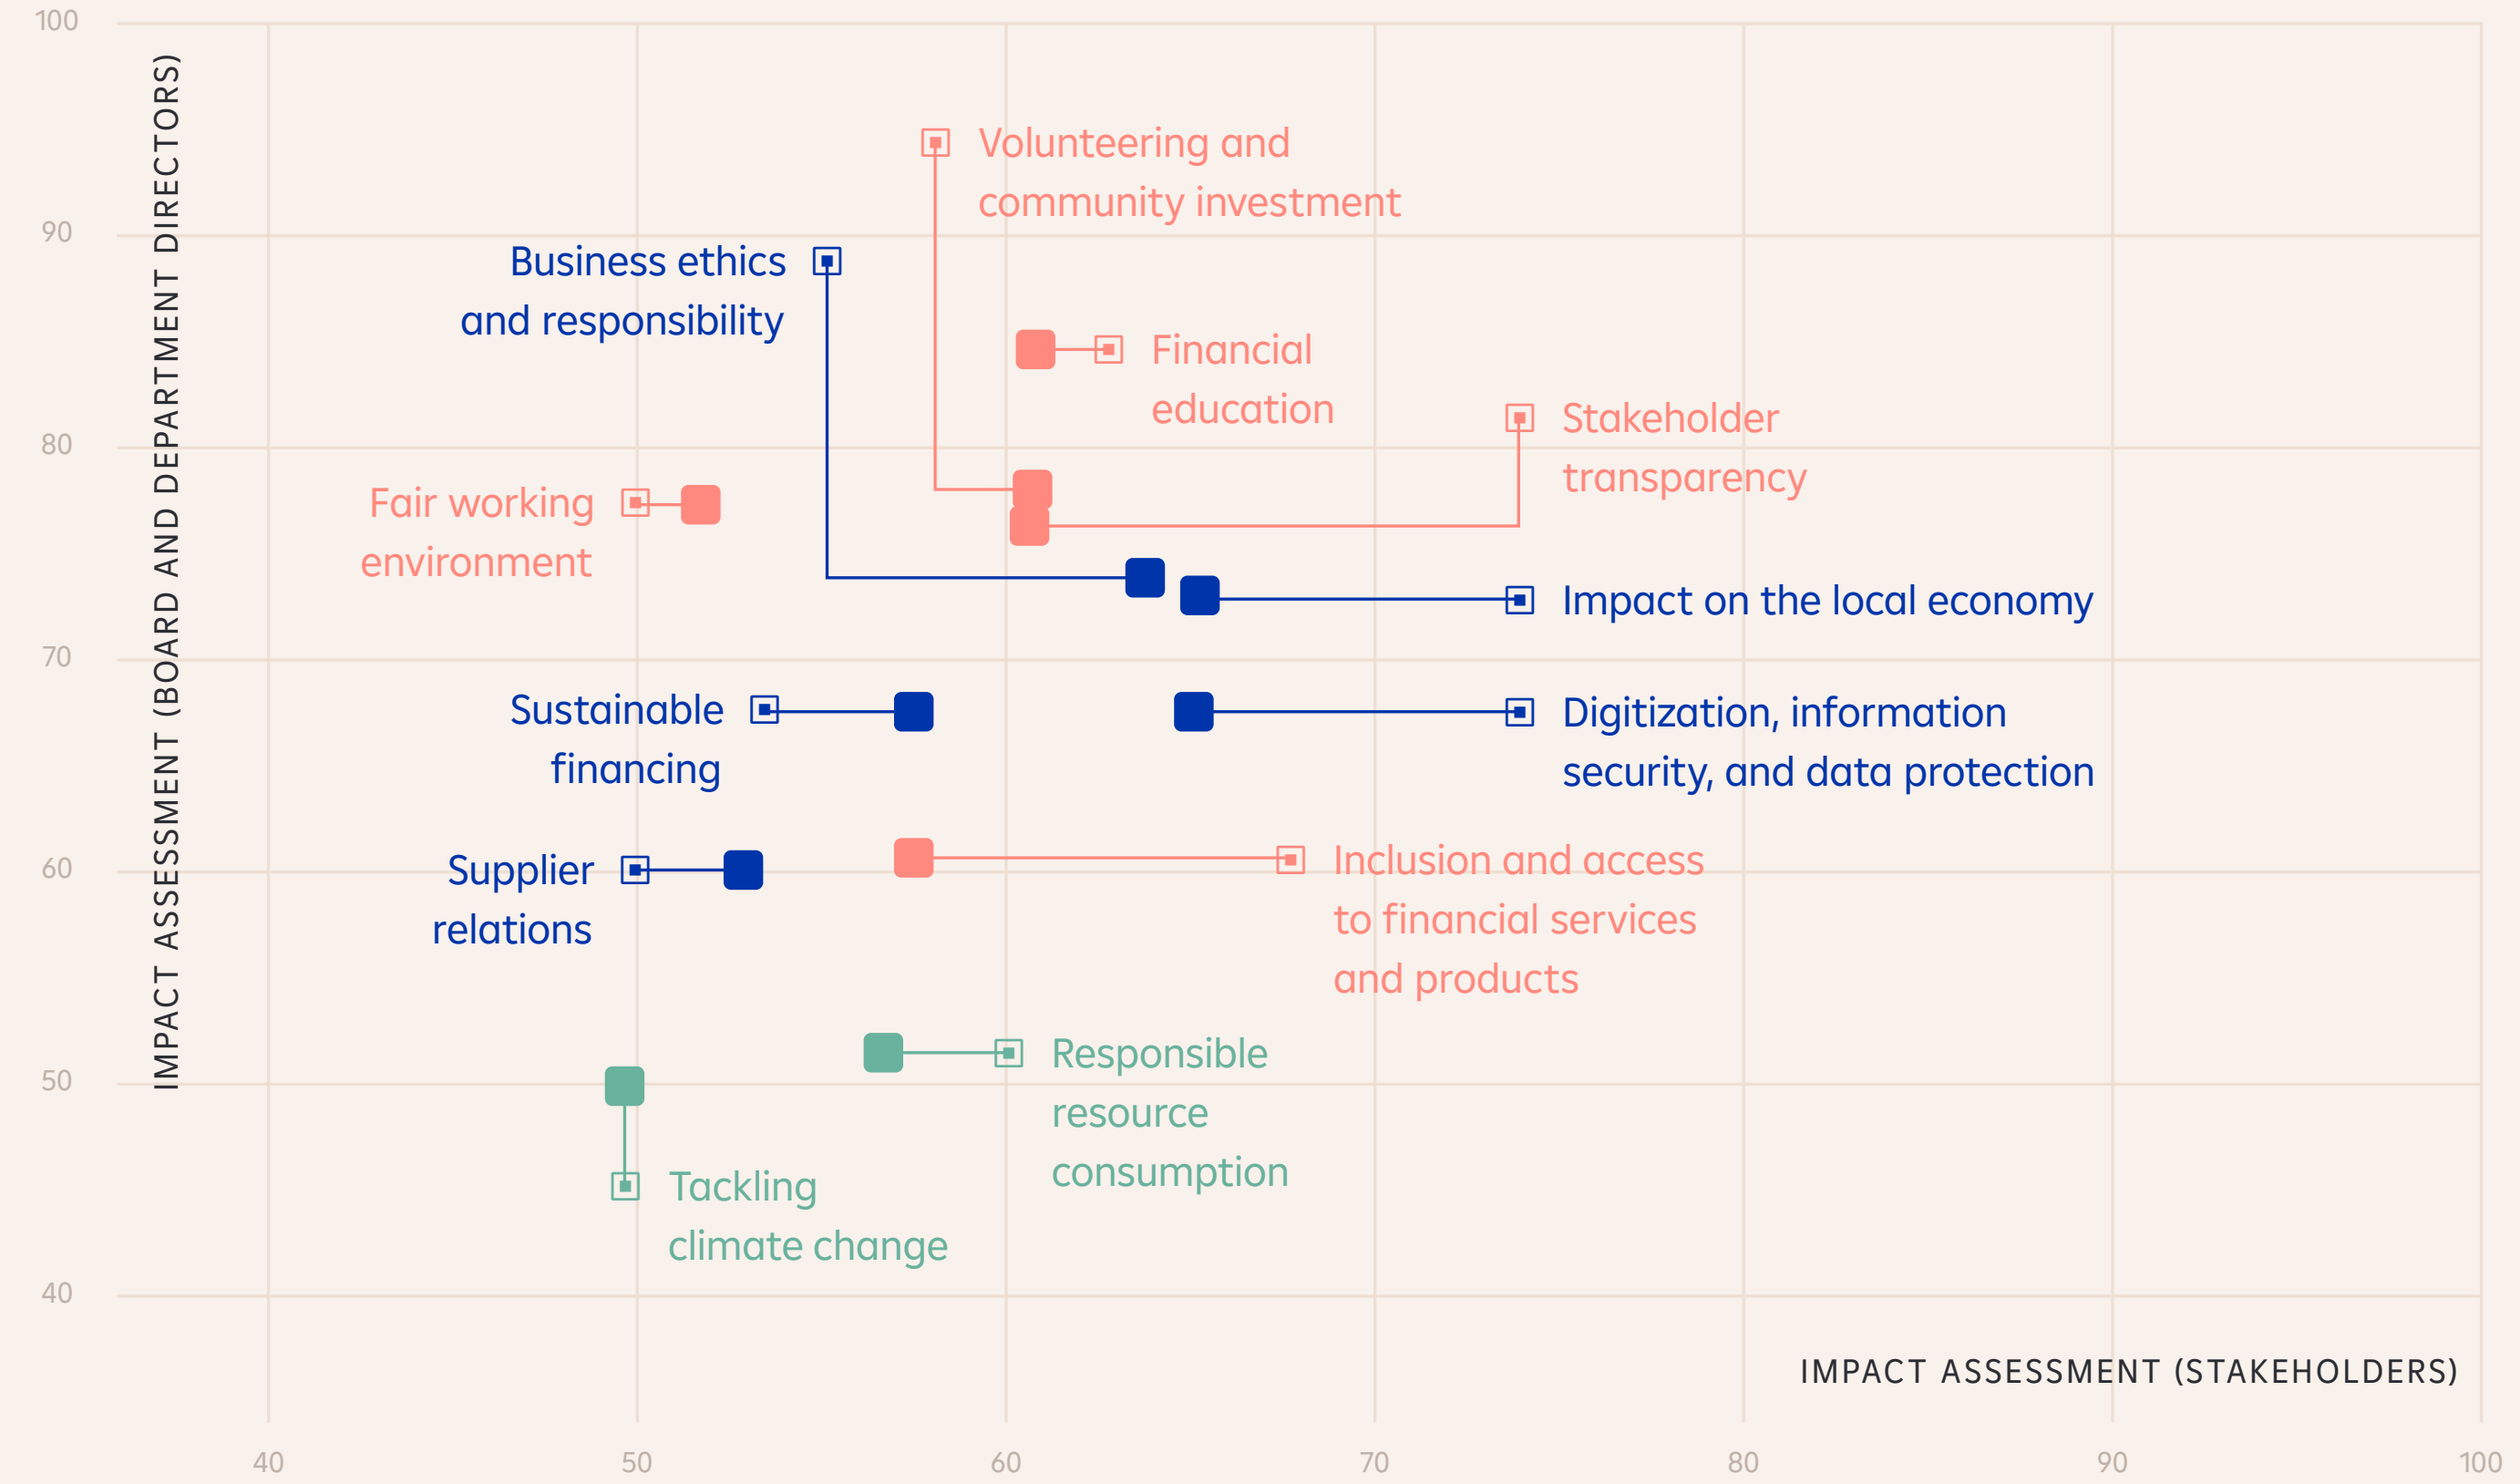 100
90
80
70
60
50
40
IMPACT ASSESSMENT (BOARD AND DEPARTMENT DIRECTORS)
Volunteering and
community investment
Business ethics
and responsibility
Financial
education
Stakeholder
transparency
Fair working
environment
Impact on the local economy
Sustainable
financing
Digitization, information
security, and data protection
Supplier
relations
Inclusion and access
to financial services
and products
Responsible
resource
consumption
Tackling
climate change
IMPACT ASSESSMENT (STAKEHOLDERS)
40
50
60
70
80
90
100